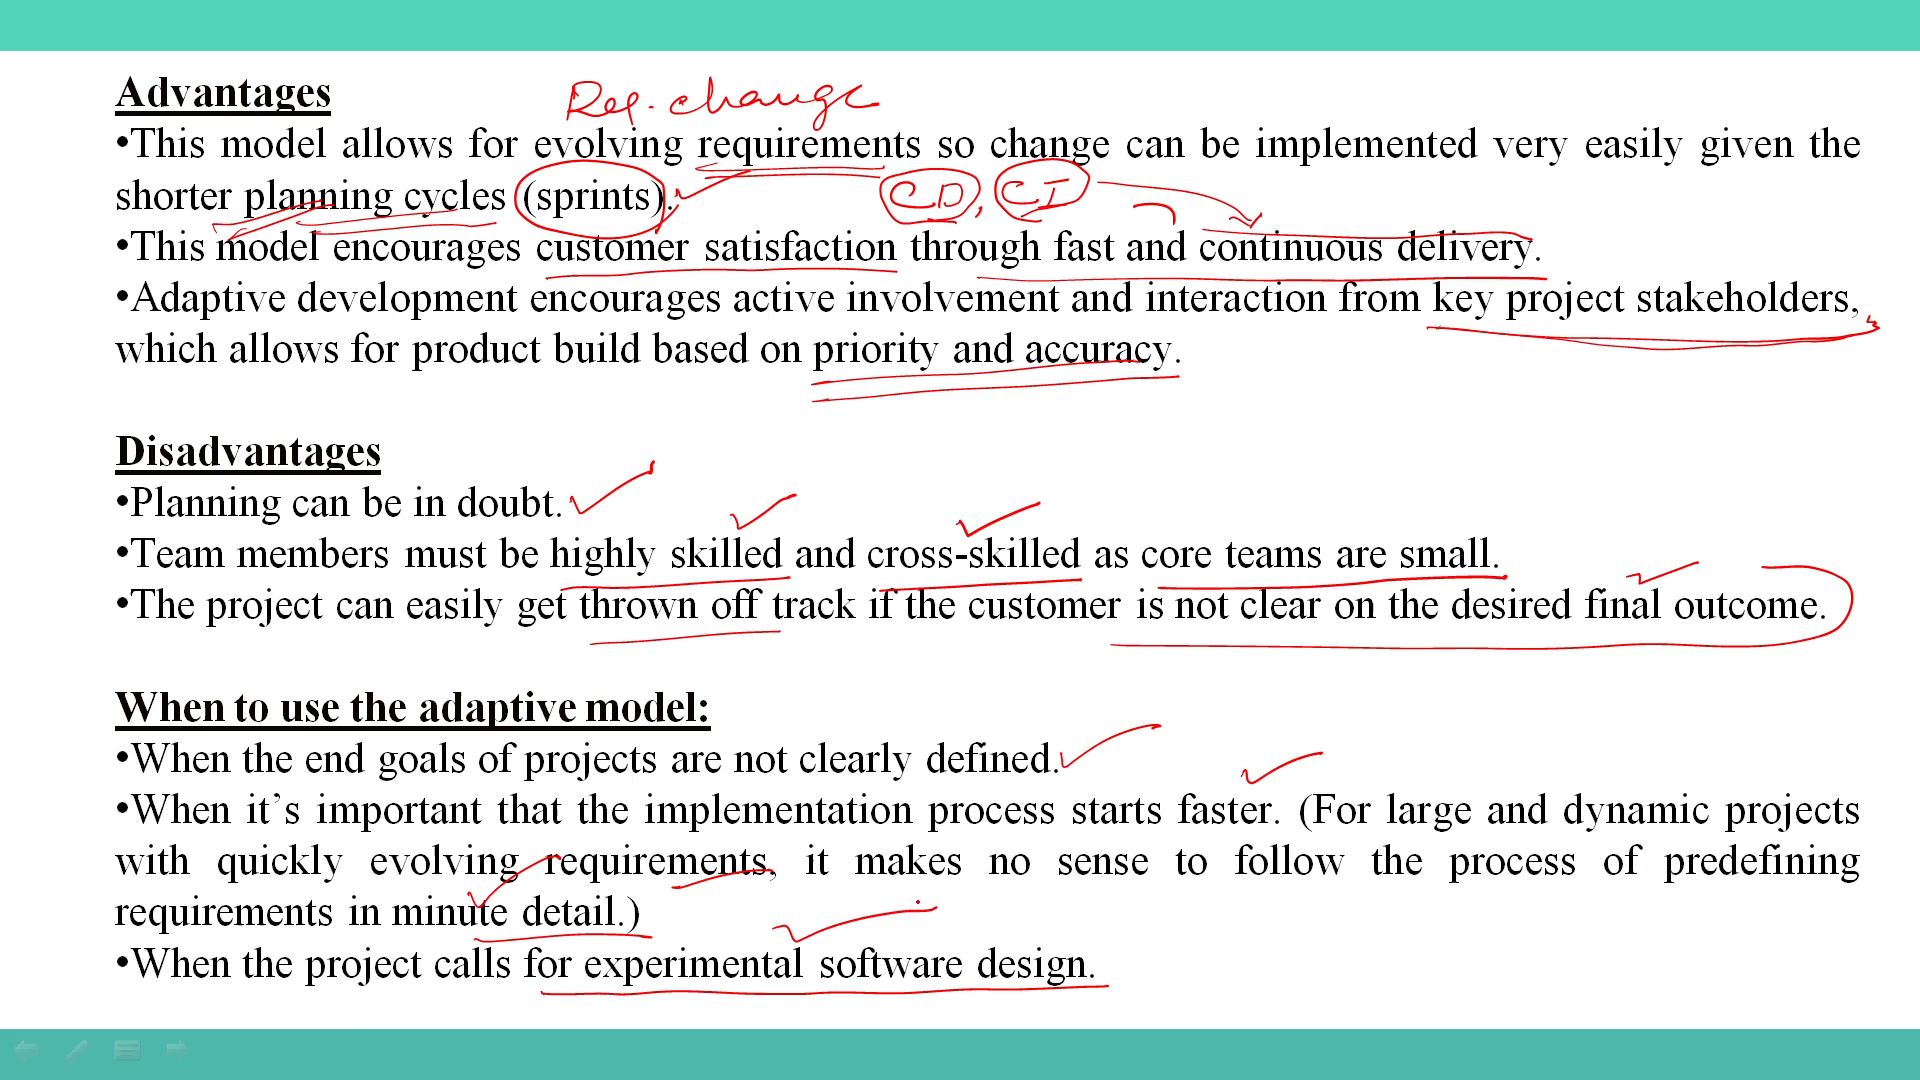 Advantages
Req. change
•This model allows for evolving requirements so change can be implemented very easily given the
shorter planning cycles (sprints).
CD, CI
•This model encourages customer satisfaction through fast and continuous delivery.
•Adaptive development encourages active involvement and interaction from key project stakeholders,
which allows for product build based on priority and accuracy.
Disadvantages
•Planning can be in doubt.
•Team members must be highly skilled and cross-skilled as core teams are small.
•The project can easily get thrown off track if the customer is not clear on the desired final outcome.
When to use the adaptive model:
•When the end goals of projects are not clearly defined.
•When it’s important that the implementation process starts faster. (For large and dynamic projects
with quickly evolving requirements, it makes no sense to follow the process of predefining
requirements in minute detail.)
•When the project calls for experimental software design.